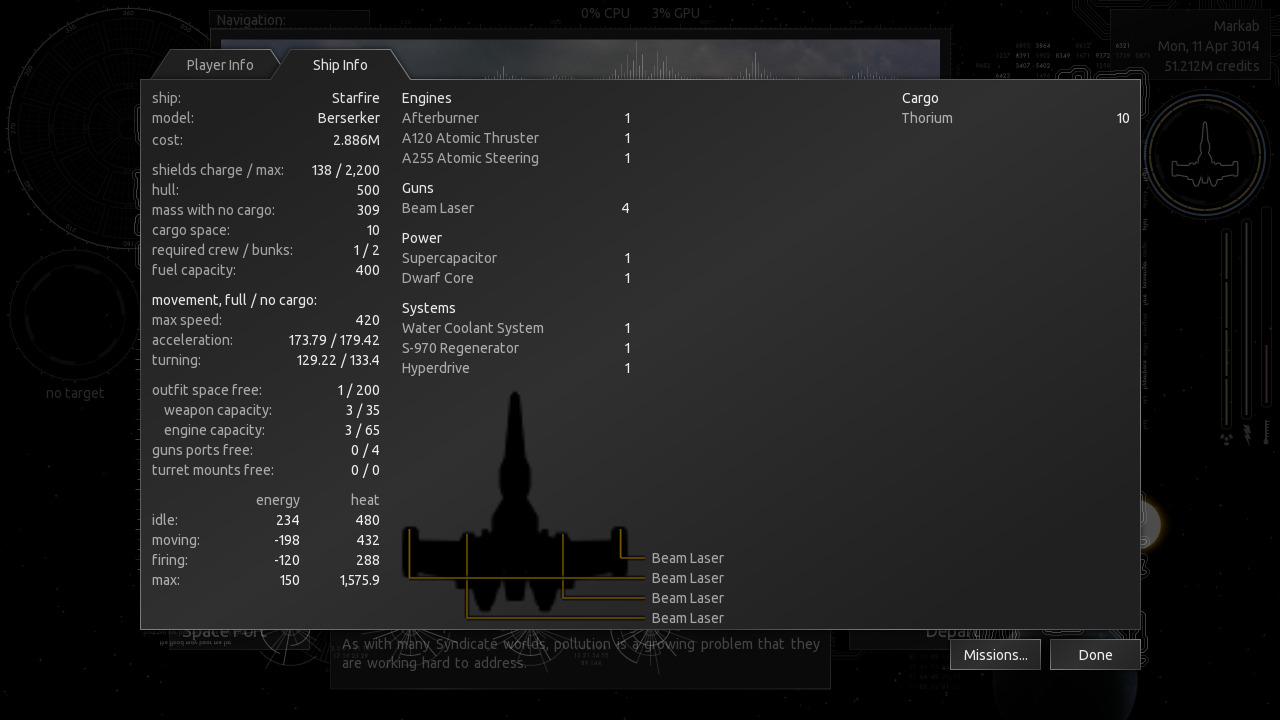 0% CPU 3% GPU
Navigation:
Markab
Mon, 11 Apr 3014
51.212M credits
Player Info
Ship Info
ship: Starfire
model: Berserker
cost: 2.886M
shields charge / max: 138 / 2,200
hull: 500
mass with no cargo: 309
cargo space: 10
required crew / bunks: 1 / 2
fuel capacity: 400
movement, full / no cargo:
max speed: 420
acceleration: 173.79 / 179.42
turning: 129.22 / 133.4
outfit space free: 1 / 200
weapon capacity: 3 / 35
engine capacity: 3 / 65
guns ports free: 0 / 4
turret mounts free: 0 / 0
energy heat
idle: 234 480
moving: -198 432
firing: -120 288
max: 150 1,575.9
Engines
Afterburner 1
A120 Atomic Thruster 1
A255 Atomic Steering 1
Guns
Beam Laser 4
Power
Supercapacitor 1
Dwarf Core 1
Systems
Water Coolant System 1
S-970 Regenerator 1
Hyperdrive 1
Beam Laser
Beam Laser
Beam Laser
Beam Laser
Cargo
Thorium 10
no target
Space Port
As with many Syndicate worlds, pollution is a growing problem that they
are working hard to address.
Missions...
Done